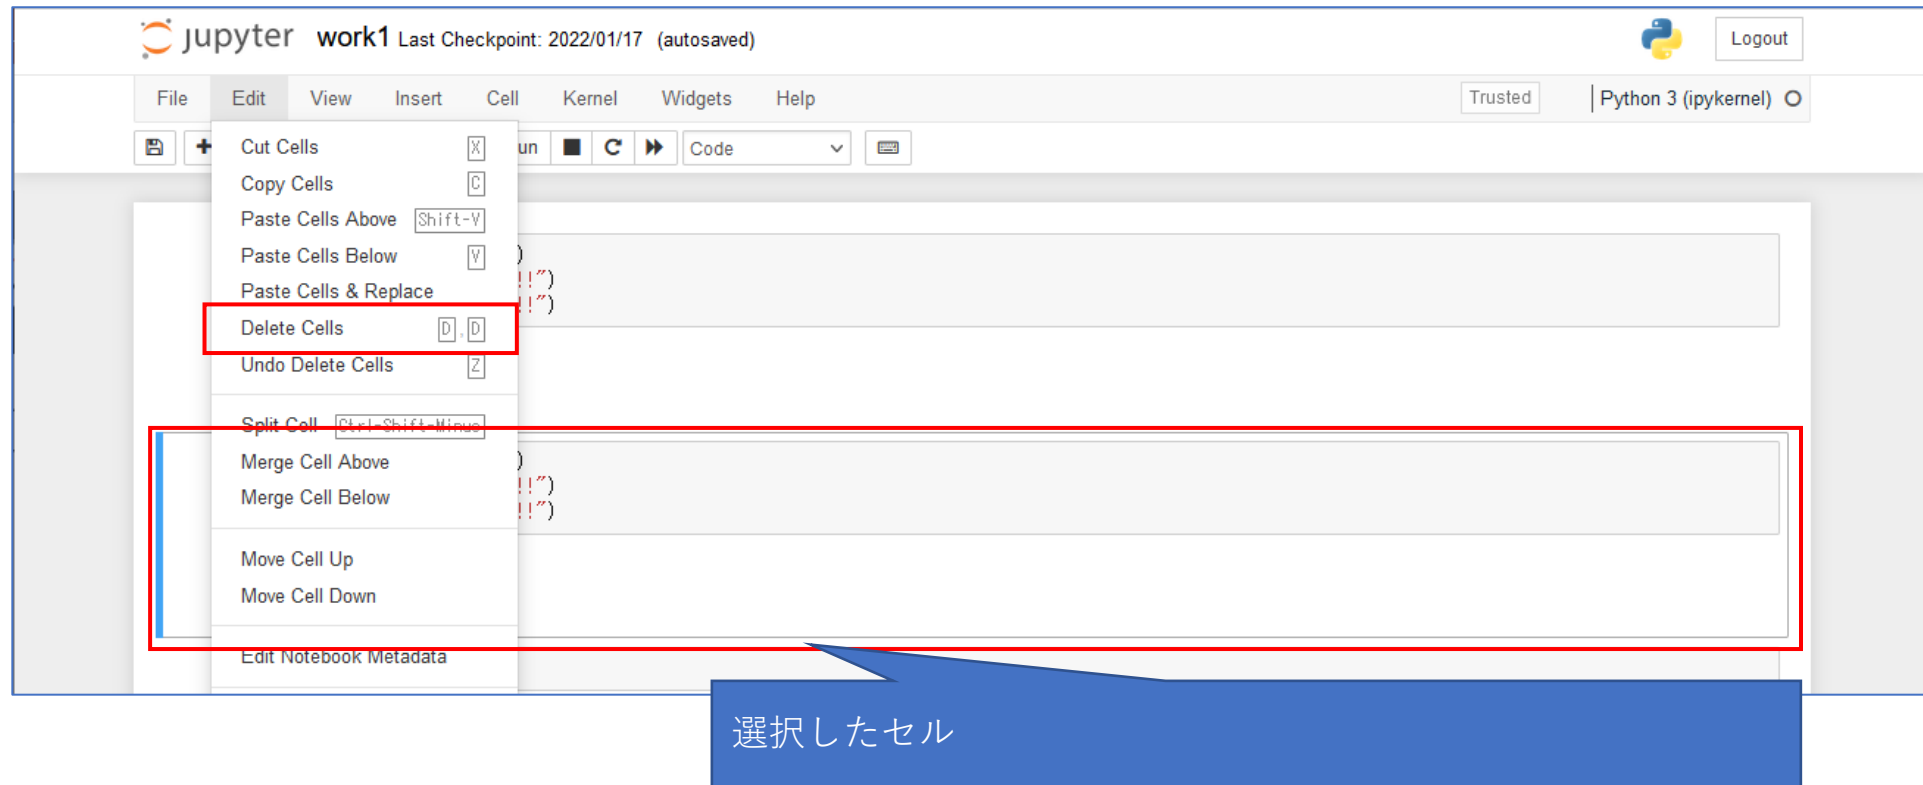 jupyter work1 Last Checkpoint: 2022/01/17 (autosaved) Logout
File Edit View Insert Cell Kernel Widgets Help Trusted Python 3 (ipykernel)
un Code
Cut Cells X
Copy Cells C
Paste Cells Above Shift-V
Paste Cells Below V
Paste Cells & Replace
Delete Cells D,D
Undo Delete Cells Z
Split Cell Ctrl-Shift-Minus
Merge Cell Above
Merge Cell Below
Move Cell Up
Move Cell Down
Edit Notebook Metadata
)
!!")
!!")
)
!!")
!!")
選択したセル